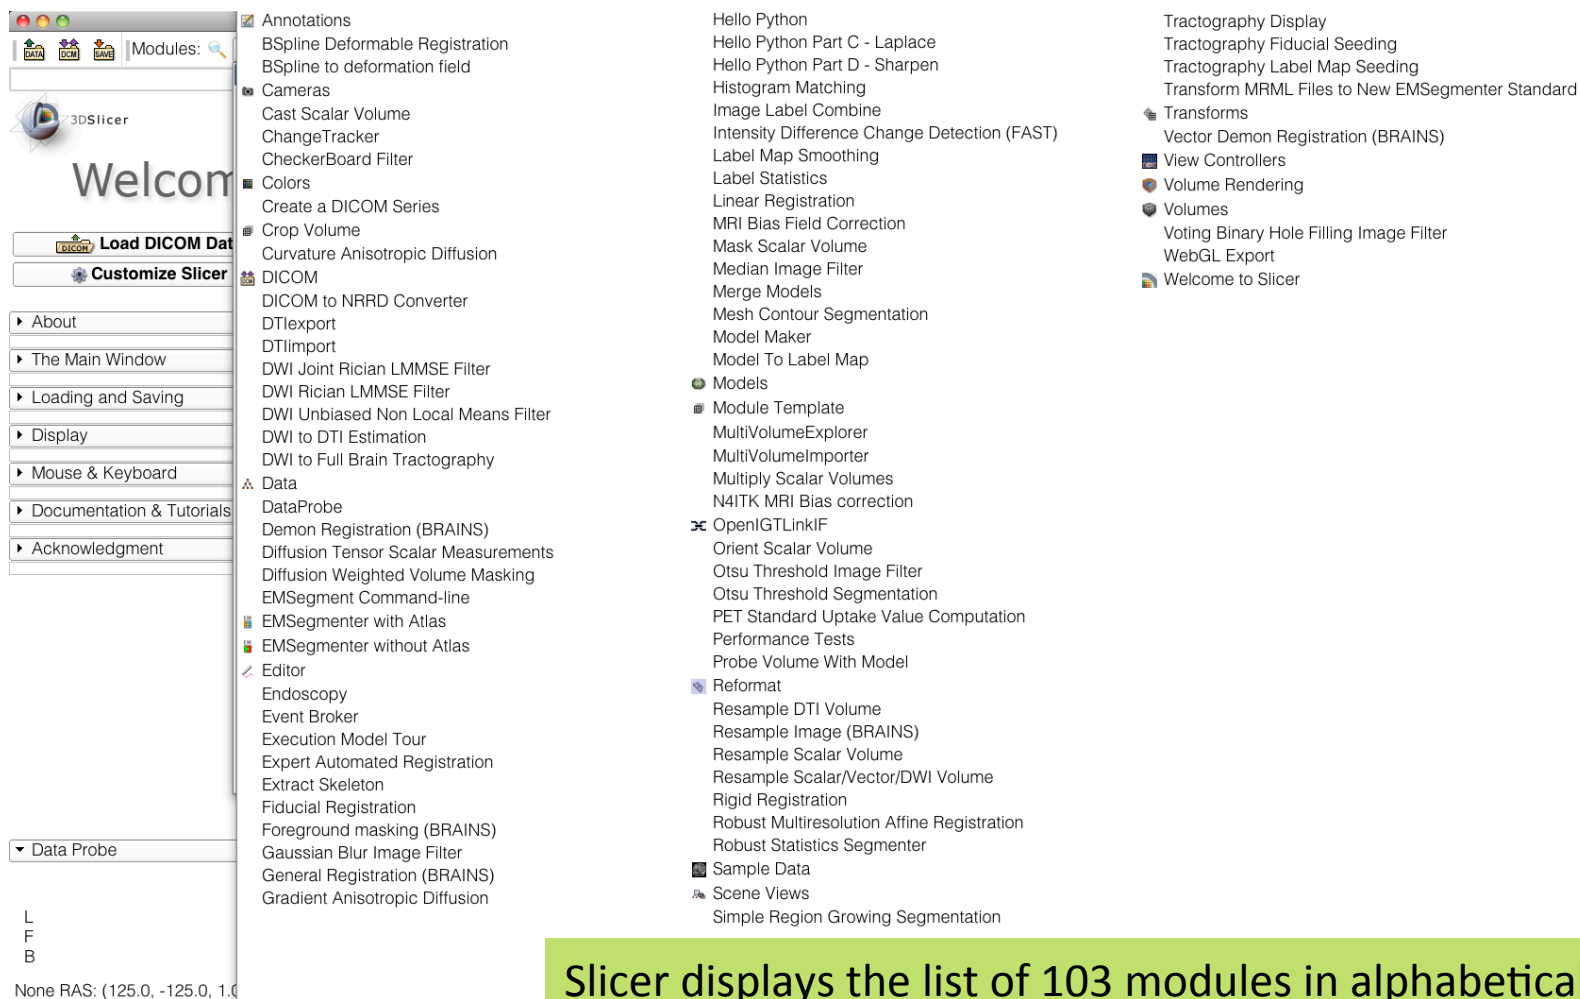 DATA
DCM
SAVE
Modules:
3DSlicer
Welcom
DICOM
Load DICOM Dat
Customize Slicer
About
The Main Window
Loading and Saving
Display
Mouse & Keyboard
Documentation & Tutorials
Acknowledgment
Data Probe
L
F
B
None RAS: (125.0, -125.0, 1.0
Annotations
BSpline Deformable Registration
BSpline to deformation field
Cameras
Cast Scalar Volume
ChangeTracker
CheckerBoard Filter
Colors
Create a DICOM Series
Crop Volume
Curvature Anisotropic Diffusion
DICOM
DICOM to NRRD Converter
DTIexport
DTIimport
DWI Joint Rician LMMSE Filter
DWI Rician LMMSE Filter
DWI Unbiased Non Local Means Filter
DWI to DTI Estimation
DWI to Full Brain Tractography
Data
DataProbe
Demon Registration (BRAINS)
Diffusion Tensor Scalar Measurements
Diffusion Weighted Volume Masking
EMSegment Command-line
EMSegmenter with Atlas
EMSegmenter without Atlas
Editor
Endoscopy
Event Broker
Execution Model Tour
Expert Automated Registration
Extract Skeleton
Fiducial Registration
Foreground masking (BRAINS)
Gaussian Blur Image Filter
General Registration (BRAINS)
Gradient Anisotropic Diffusion
Hello Python
Hello Python Part C - Laplace
Hello Python Part D - Sharpen
Histogram Matching
Image Label Combine
Intensity Difference Change Detection (FAST)
Label Map Smoothing
Label Statistics
Linear Registration
MRI Bias Field Correction
Mask Scalar Volume
Median Image Filter
Merge Models
Mesh Contour Segmentation
Model Maker
Model To Label Map
Models
Module Template
MultiVolumeExplorer
MultiVolumeImporter
Multiply Scalar Volumes
N4ITK MRI Bias correction
OpenIGTLinkIF
Orient Scalar Volume
Otsu Threshold Image Filter
Otsu Threshold Segmentation
PET Standard Uptake Value Computation
Performance Tests
Probe Volume With Model
Reformat
Resample DTI Volume
Resample Image (BRAINS)
Resample Scalar Volume
Resample Scalar/Vector/DWI Volume
Rigid Registration
Robust Multiresolution Affine Registration
Robust Statistics Segmenter
Sample Data
Scene Views
Simple Region Growing Segmentation
Tractography Display
Tractography Fiducial Seeding
Tractography Label Map Seeding
Transform MRML Files to New EMSegmenter Standard
Transforms
Vector Demon Registration (BRAINS)
View Controllers
Volume Rendering
Volumes
Voting Binary Hole Filling Image Filter
WebGL Export
Welcome to Slicer
Slicer displays the list of 103 modules in alphabetica